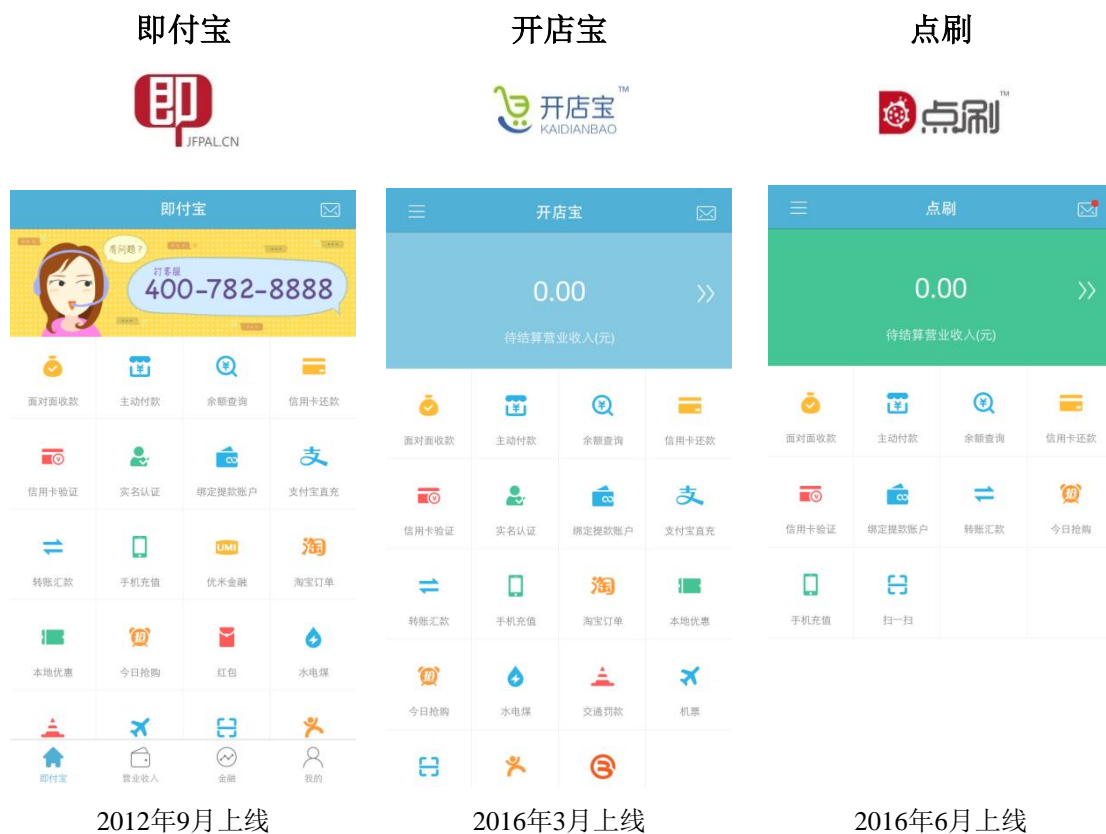 即付宝
开店宝
点刷
即
JFPAL.CN
开店宝™
KAIDIANBAO
点刷™
即付宝
有问题？
打客服
400-782-8888
面对面收款 主动付款 余额查询 信用卡还款
信用卡验证 实名认证 绑定提款账户 支付宝直充
支
转账汇款 手机充值 优米金融 淘宝订单
UMI 淘
本地优惠 今日抢购 红包 水电煤
抢
即付宝 营业收入 金融 我的
2012年9月上线
开店宝
0.00
待结算营业收入(元)
面对面收款 主动付款 余额查询 信用卡还款
信用卡验证 实名认证 绑定提款账户 支付宝直充
支
转账汇款 手机充值 淘宝订单 本地优惠
淘
今日抢购 水电煤 交通罚款 机票
抢
2016年3月上线
点刷
0.00
待结算营业收入(元)
面对面收款 主动付款 余额查询 信用卡还款
信用卡验证 绑定提款账户 转账汇款 今日抢购
抢
手机充值 扫一扫
2016年6月上线